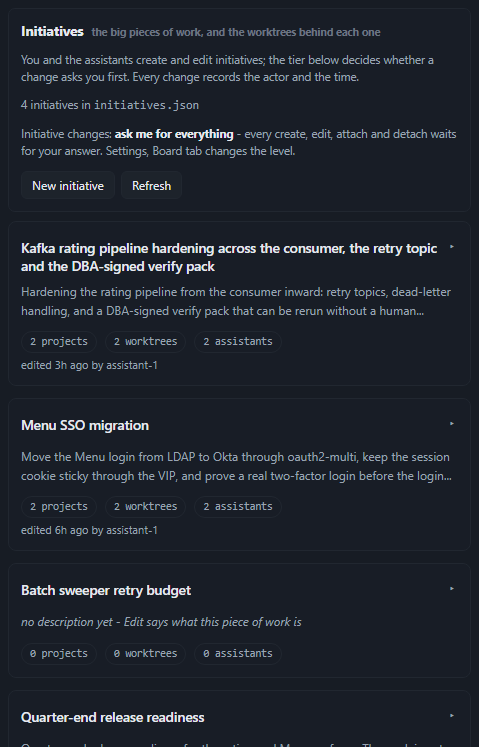 Initiatives the big pieces of work, and the worktrees behind each one
You and the assistants create and edit initiatives; the tier below decides whether a
change asks you first. Every change records the actor and the time.
4 initiatives in initiatives.json
Initiative changes: ask me for everything - every create, edit, attach and detach waits
for your answer. Settings, Board tab changes the level.
New initiative Refresh
Kafka rating pipeline hardening across the consumer, the retry topic
and the DBA-signed verify pack
Hardening the rating pipeline from the consumer inward: retry topics, dead-letter
handling, and a DBA-signed verify pack that can be rerun without a human...
2 projects 2 worktrees 2 assistants
edited 3h ago by assistant-1
Menu SSO migration
Move the Menu login from LDAP to Okta through oauth2-multi, keep the session
cookie sticky through the VIP, and prove a real two-factor login before the login...
2 projects 2 worktrees 2 assistants
edited 6h ago by assistant-1
Batch sweeper retry budget
no description yet - Edit says what this piece of work is
0 projects 0 worktrees 0 assistants
Quarter-end release readiness